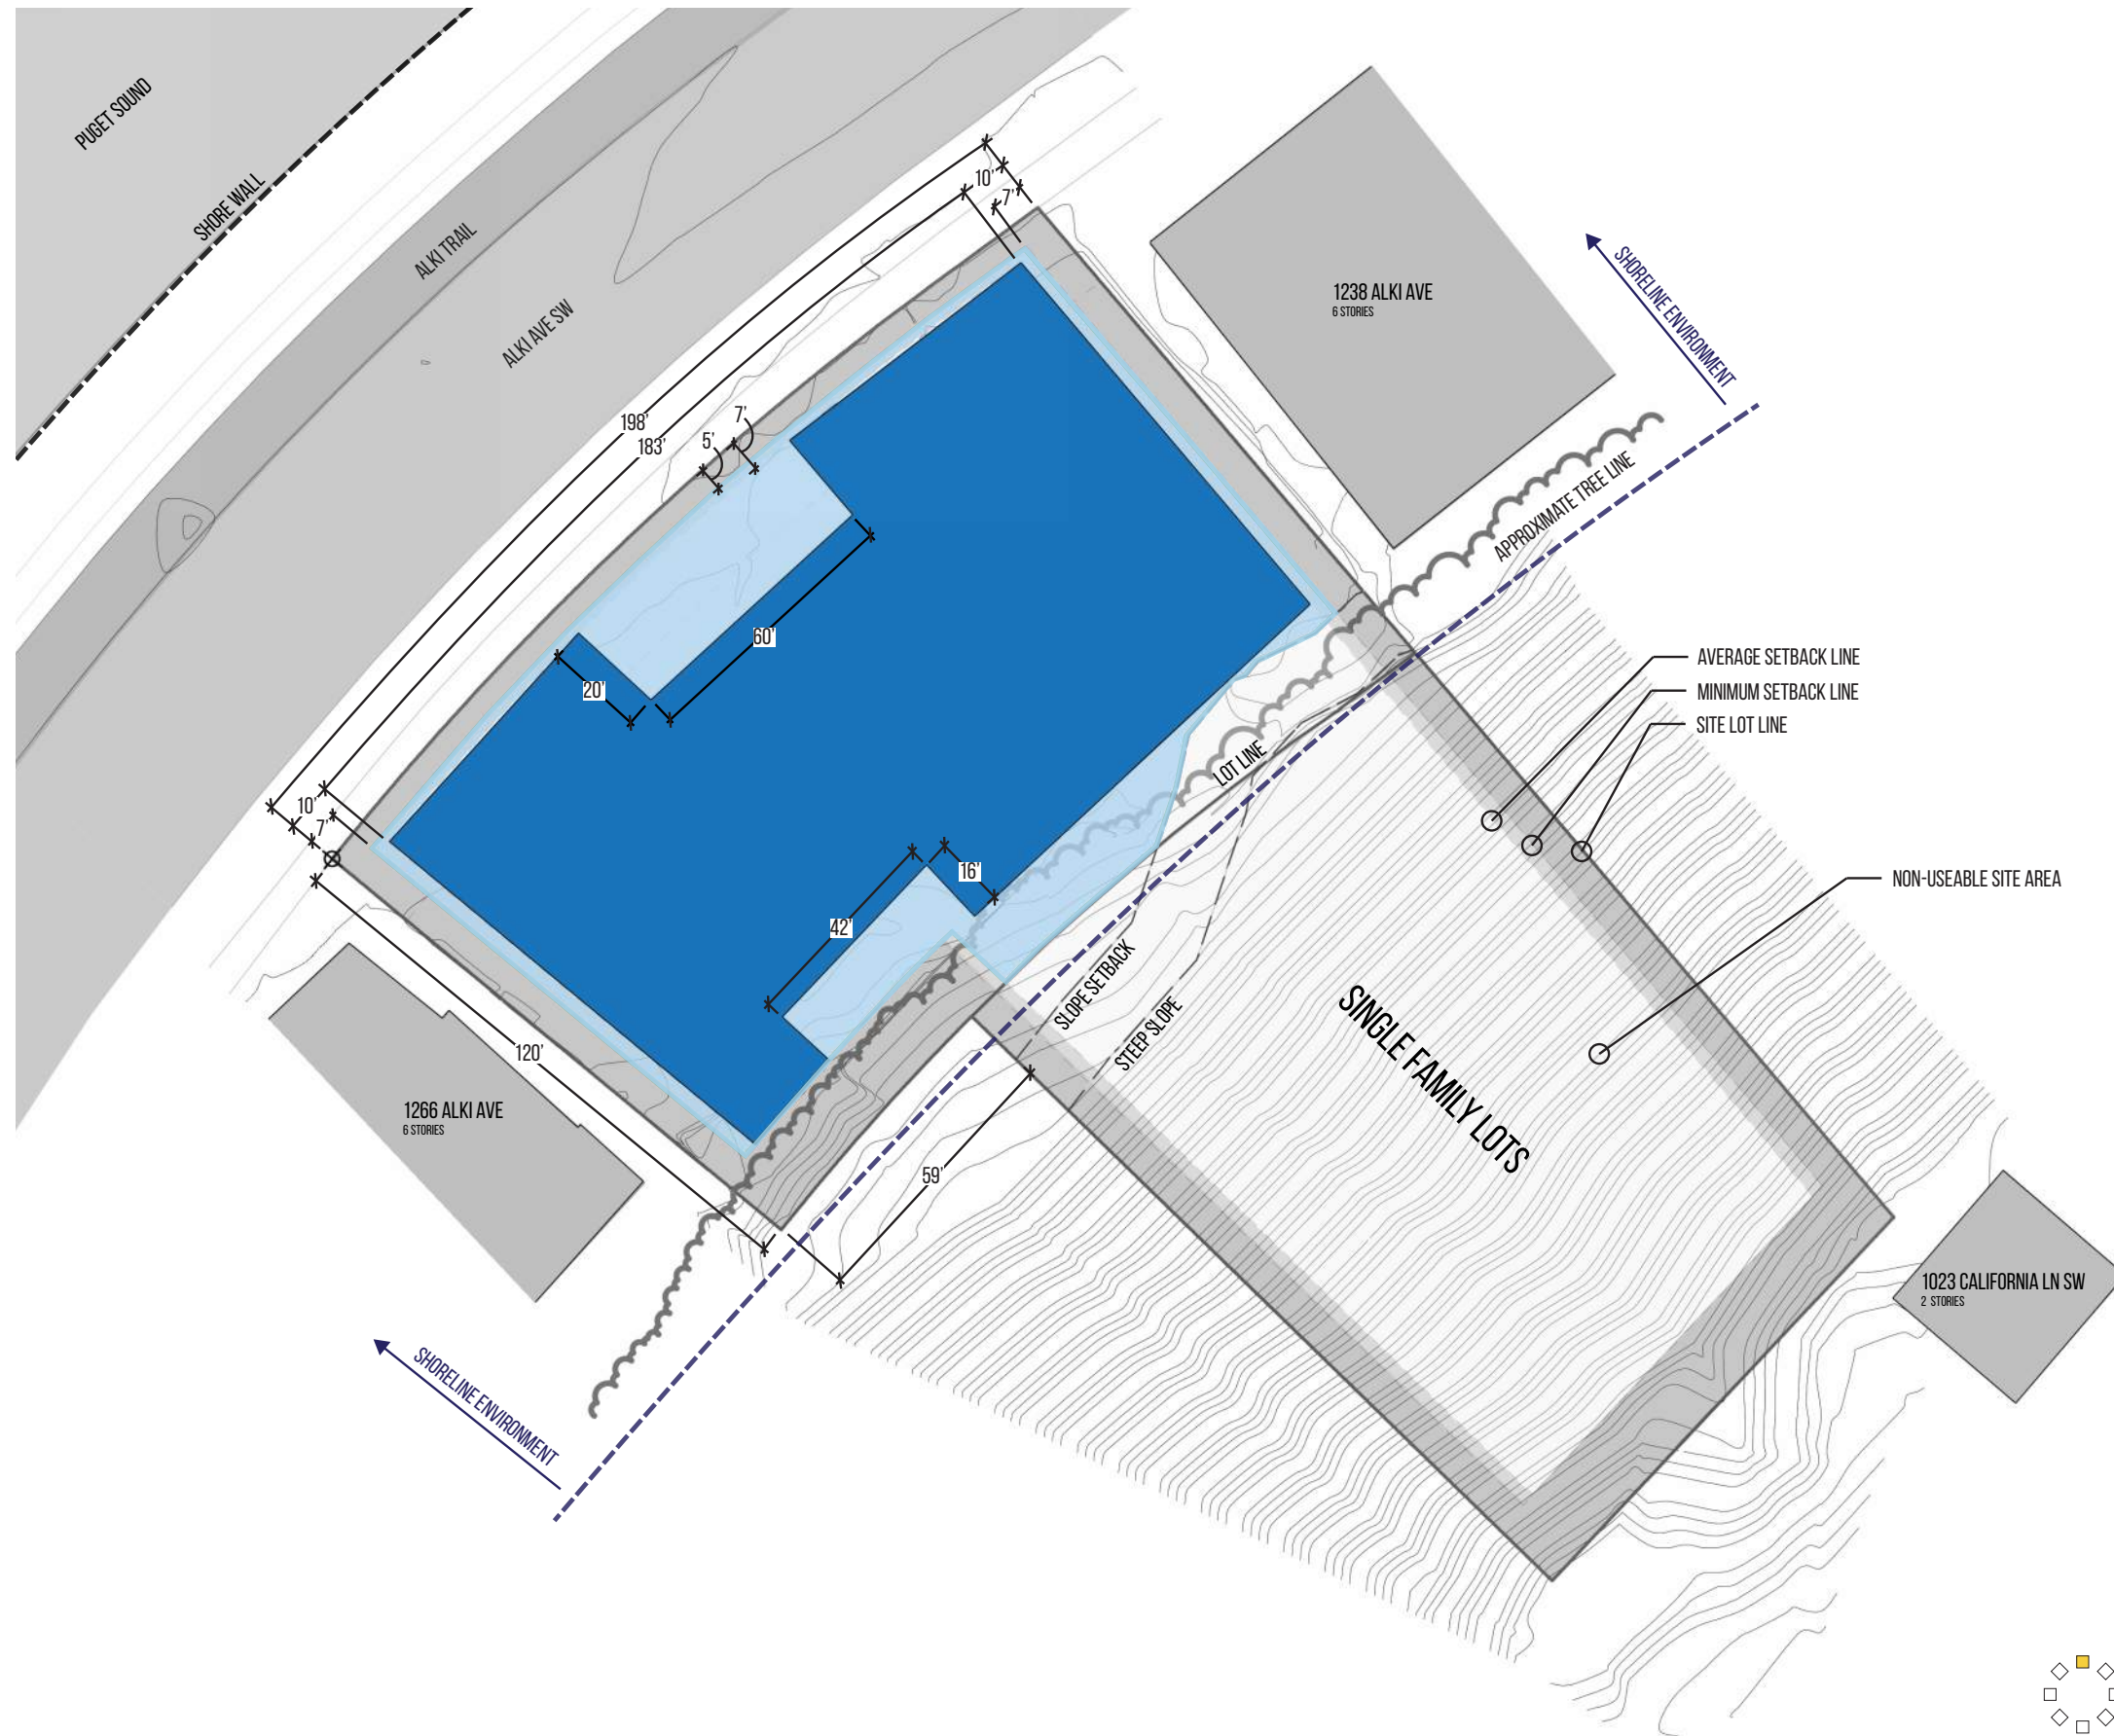 PUGET SOUND
SHORE WALL
ALKI TRAIL
ALKI AVE SW
10'
7'
1238 ALKI AVE
6 STORIES
SHORELINE ENVIRONMENT
198'
183'
7'
5'
APPROXIMATE TREE LINE
60'
20'
AVERAGE SETBACK LINE
MINIMUM SETBACK LINE
SITE LOT LINE
LOT LINE
10'
7'
16'
42'
NON-USEABLE SITE AREA
SLOPE SETBACK
STEEP SLOPE
SINGLE FAMILY LOTS
120'
59'
1266 ALKI AVE
6 STORIES
1023 CALIFORNIA LN SW
2 STORIES
SHORELINE ENVIRONMENT